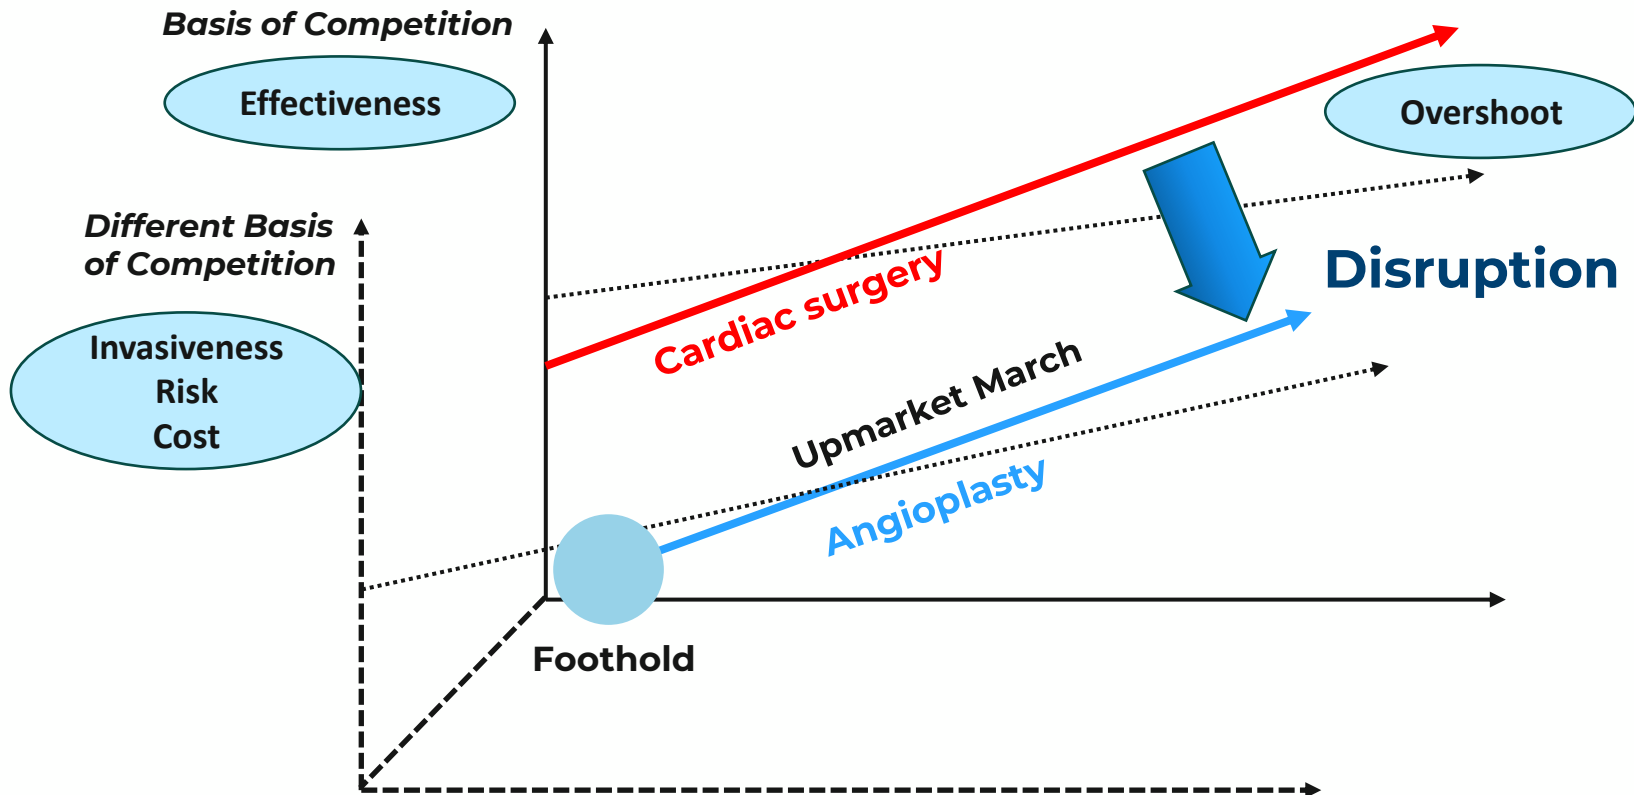 Basis of Competition
Effectiveness
Overshoot
Different Basis
of Competition
Disruption
Cardiac surgery
Invasiveness
Risk
Cost
Upmarket March
Angioplasty
Foothold